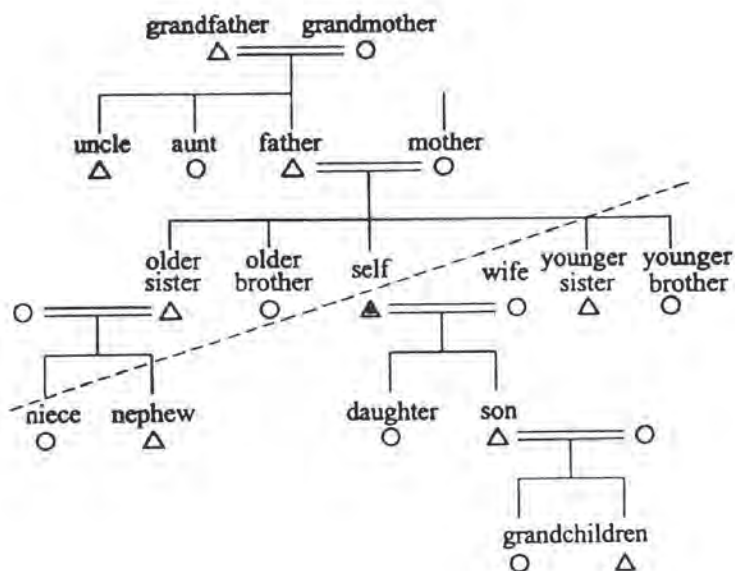 grandfather grandmother
uncle aunt father mother
older older self wife younger younger
sister brother sister brother
niece nephew daughter son
grandchildren